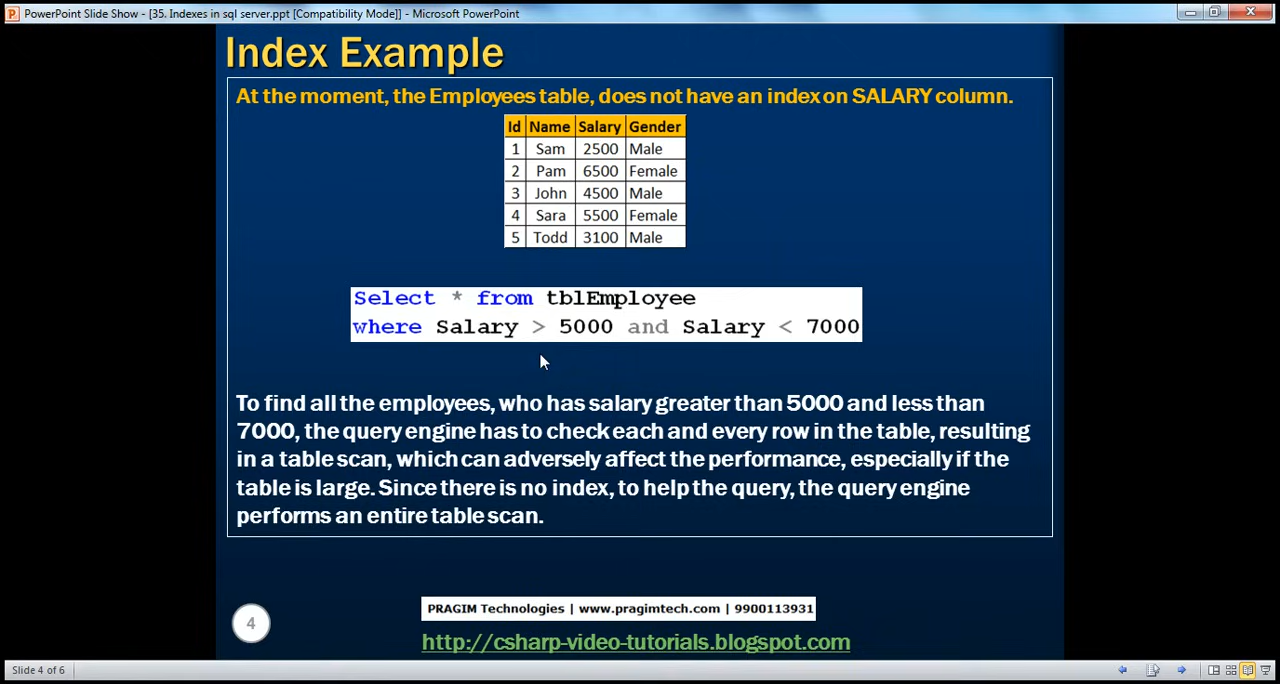 PowerPoint Slide Show - [35. Indexes in sql server.ppt [Compatibility Mode]] - Microsoft PowerPoint
Index Example
At the moment, the Employees table, does not have an index on SALARY column.
Id Name Salary Gender
1 Sam 2500 Male
2 Pam 6500 Female
3 John 4500 Male
4 Sara 5500 Female
5 Todd 3100 Male
Select * from tblEmployee
where Salary > 5000 and Salary < 7000
To find all the employees, who has salary greater than 5000 and less than
7000, the query engine has to check each and every row in the table, resulting
in a table scan, which can adversely affect the performance, especially if the
table is large. Since there is no index, to help the query, the query engine
performs an entire table scan.
PRAGIM Technologies | www.pragimtech.com | 9900113931
4
http://csharp-video-tutorials.blogspot.com
Slide 4 of 6